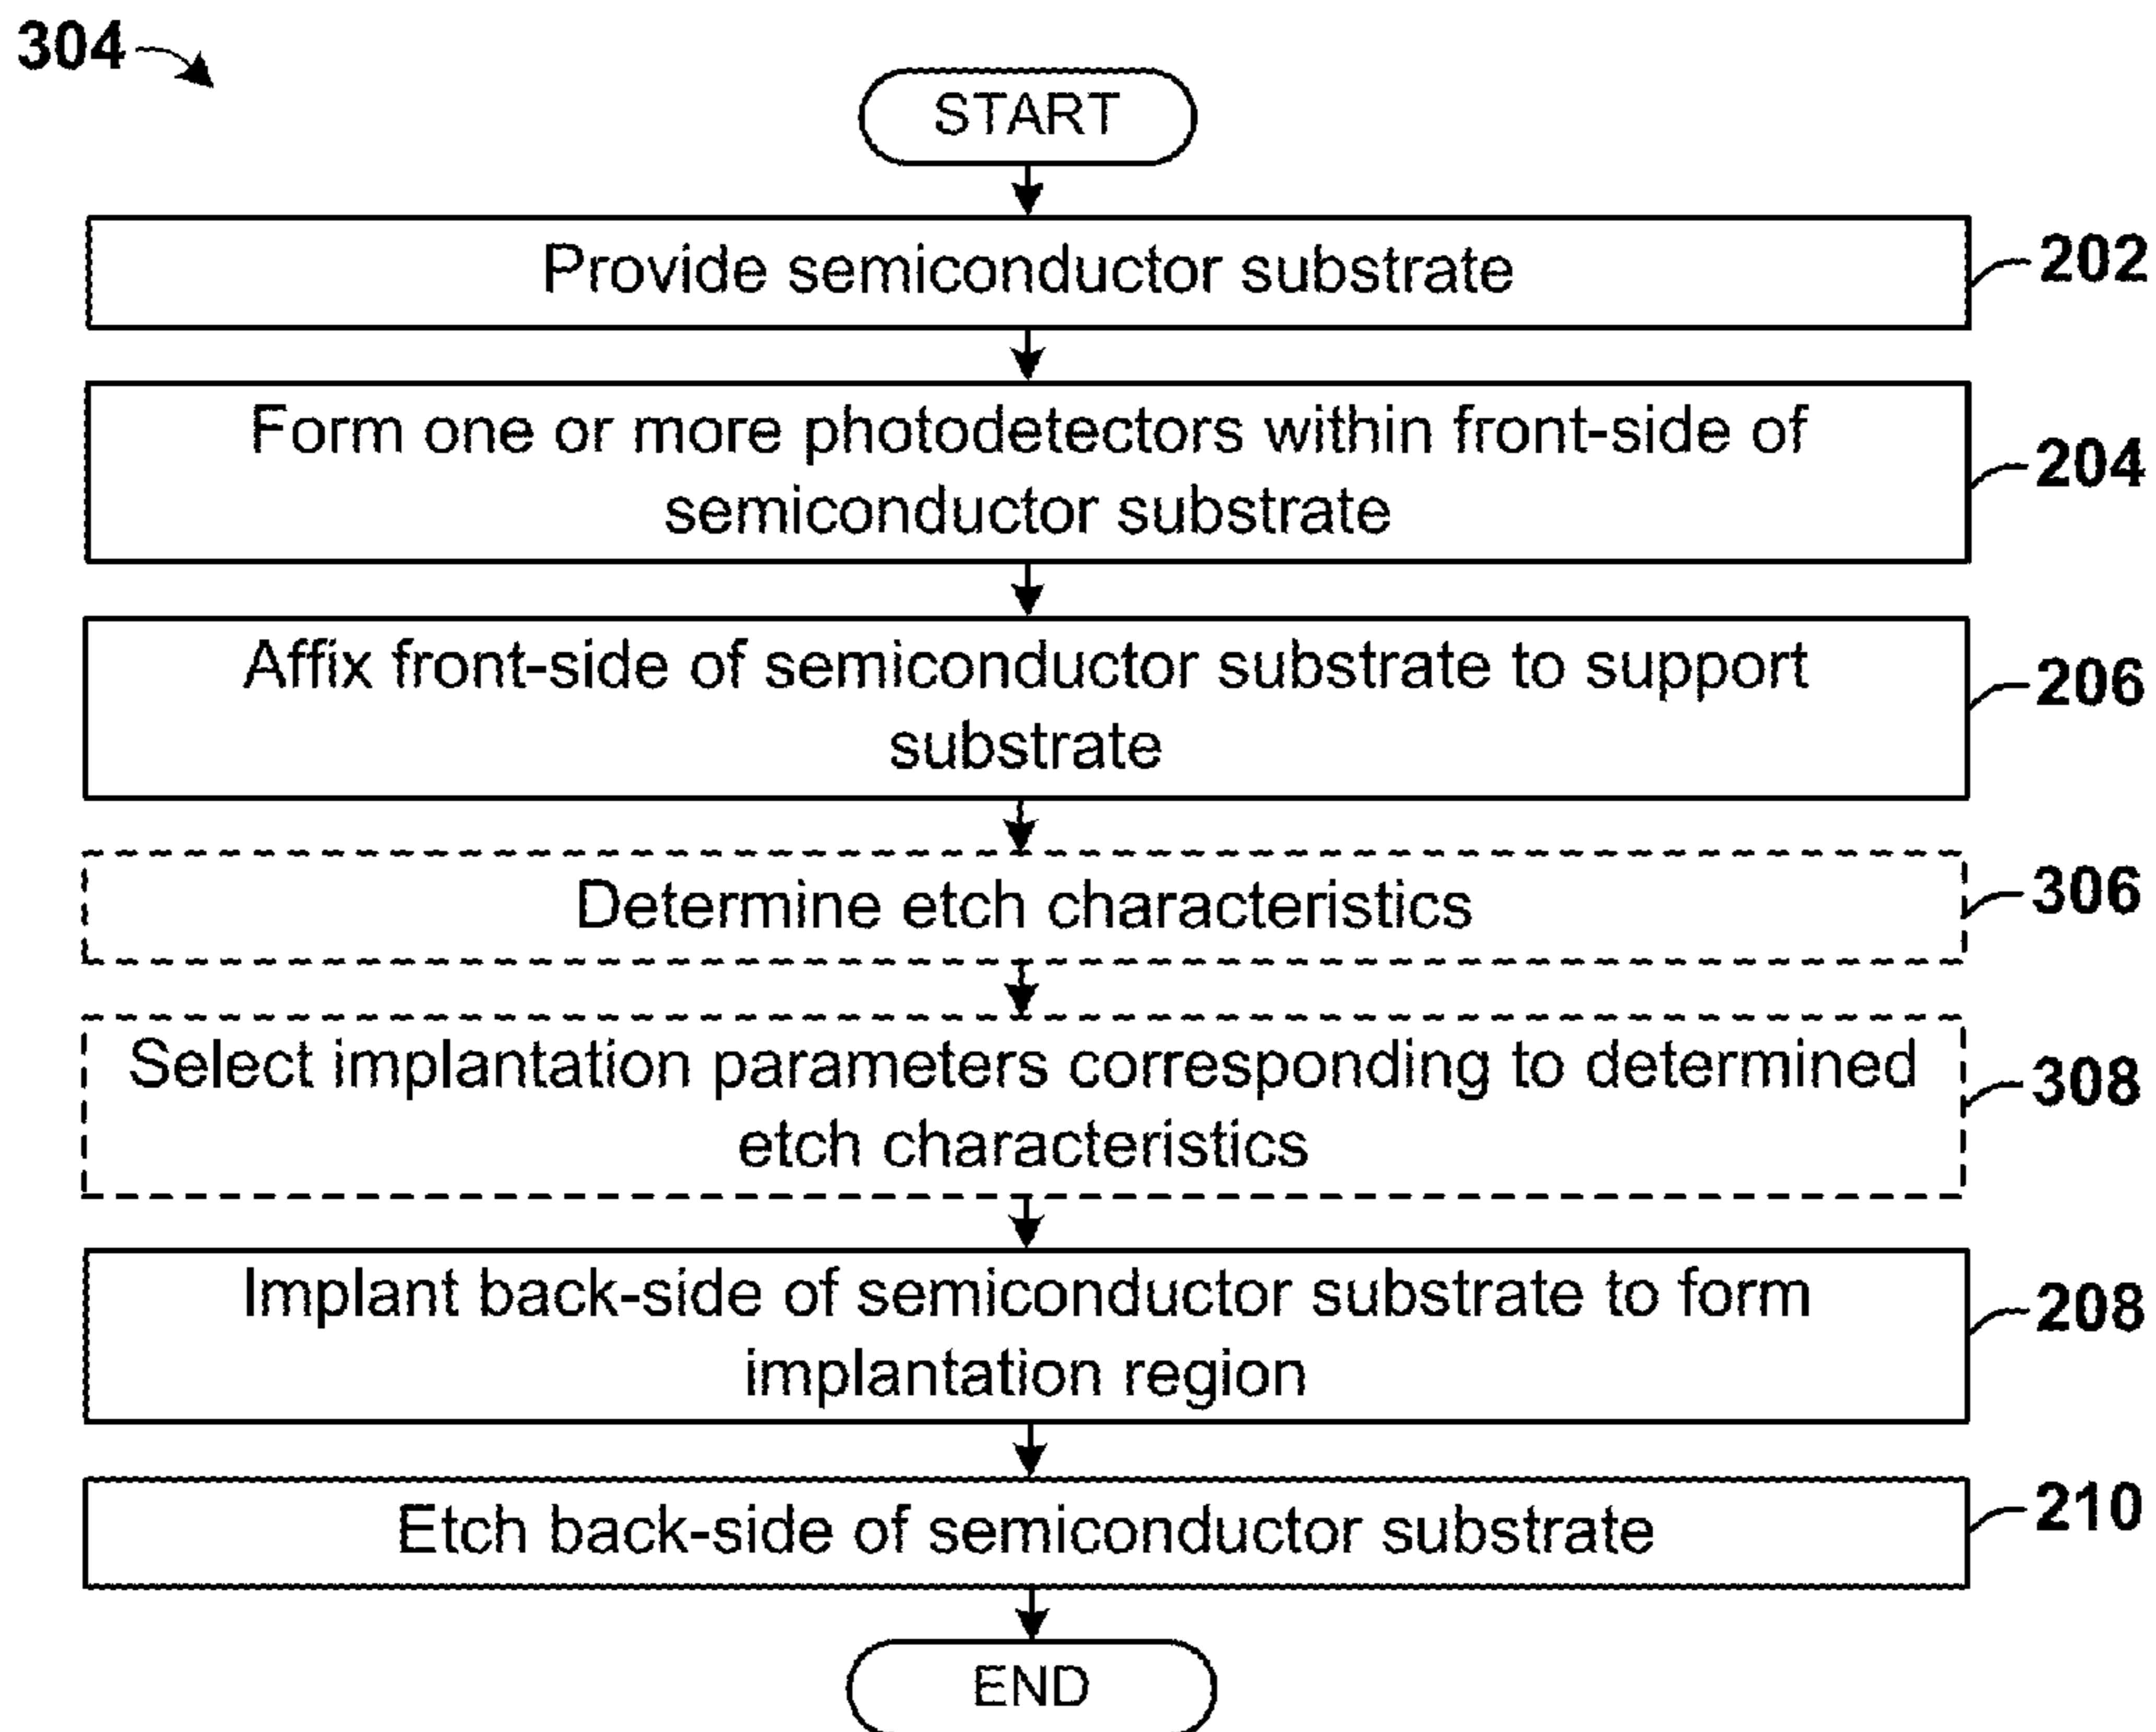 304
START
Provide semiconductor substrate
202
Form one or more photodetectors within front-side of
semiconductor substrate
204
Affix front-side of semiconductor substrate to support
substrate
206
Determine etch characteristics
306
Select implantation parameters corresponding to determined
etch characteristics
308
Implant back-side of semiconductor substrate to form
implantation region
208
Etch back-side of semiconductor substrate
210
END